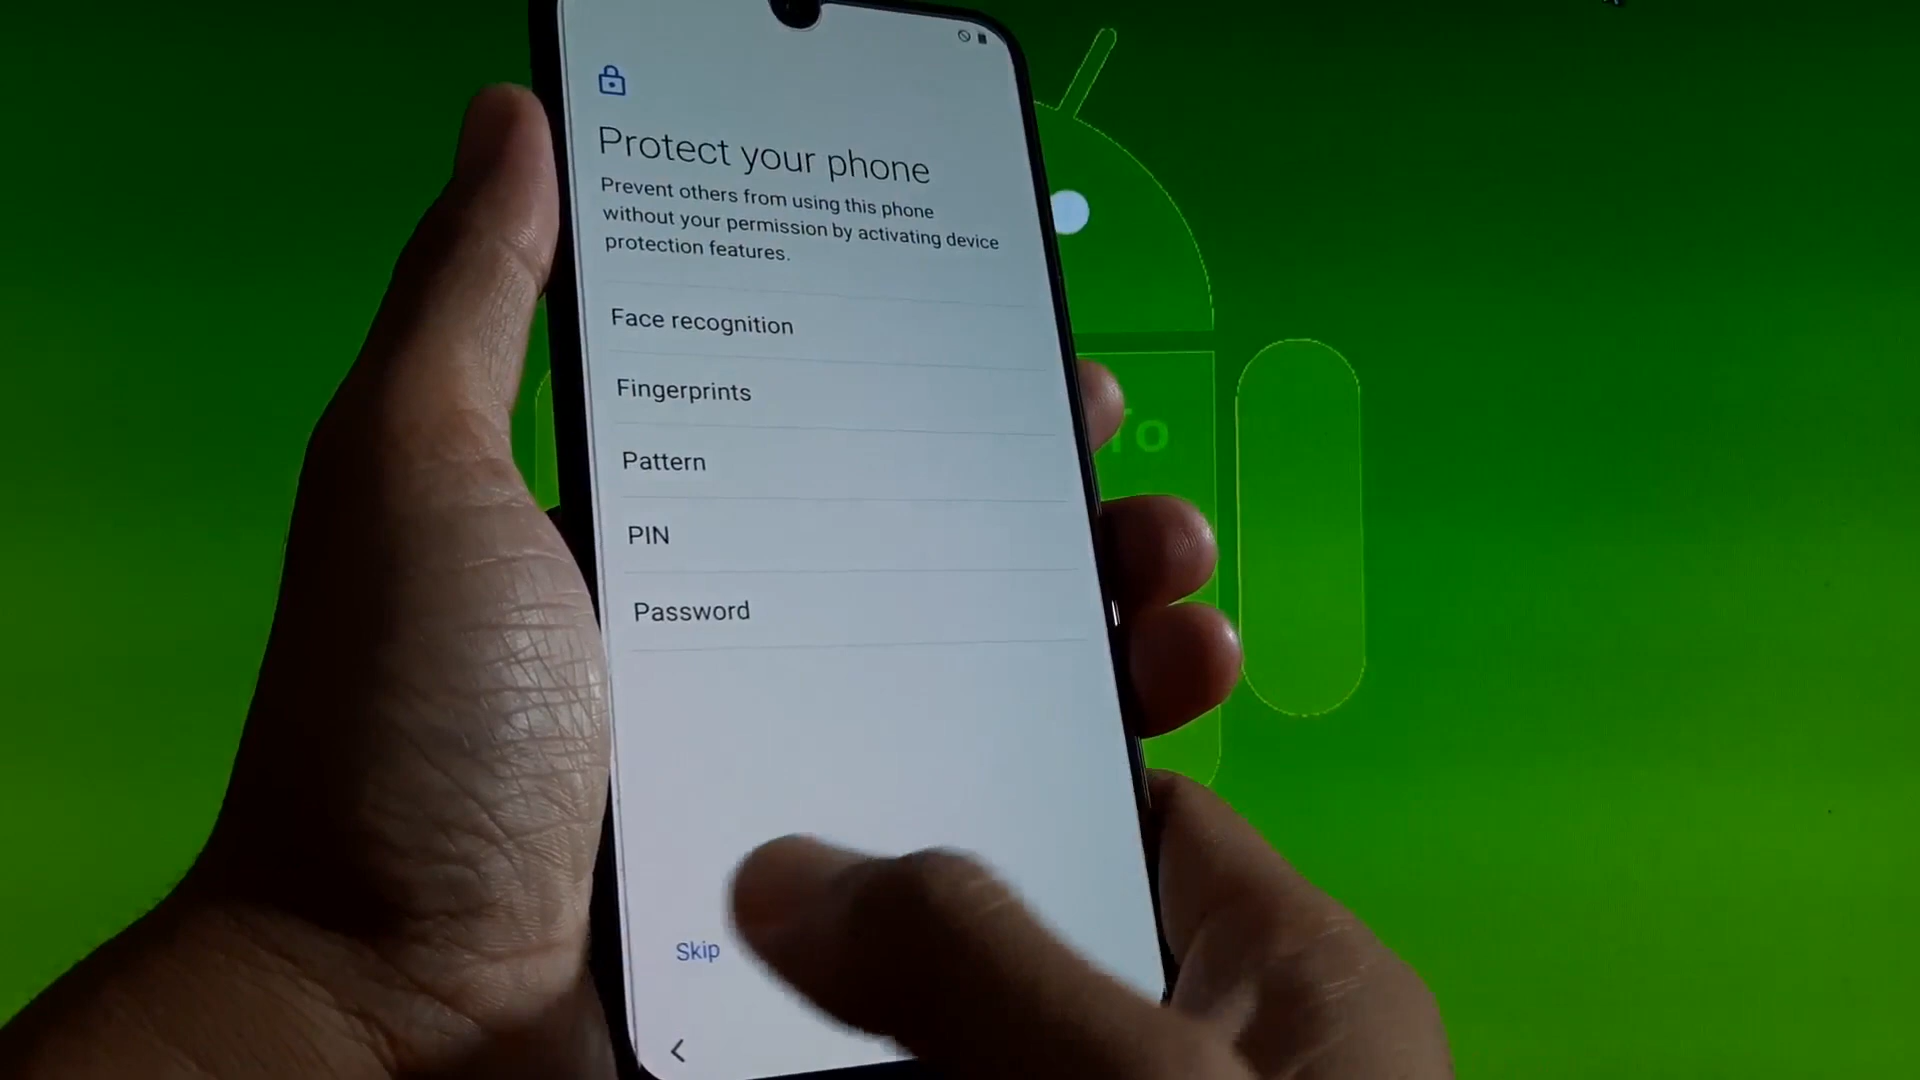 Protect your phone
Prevent others from using this phone
without your permission by activating device
protection features.
Face recognition
Fingerprints
Pattern
PIN
Password
Skip
To